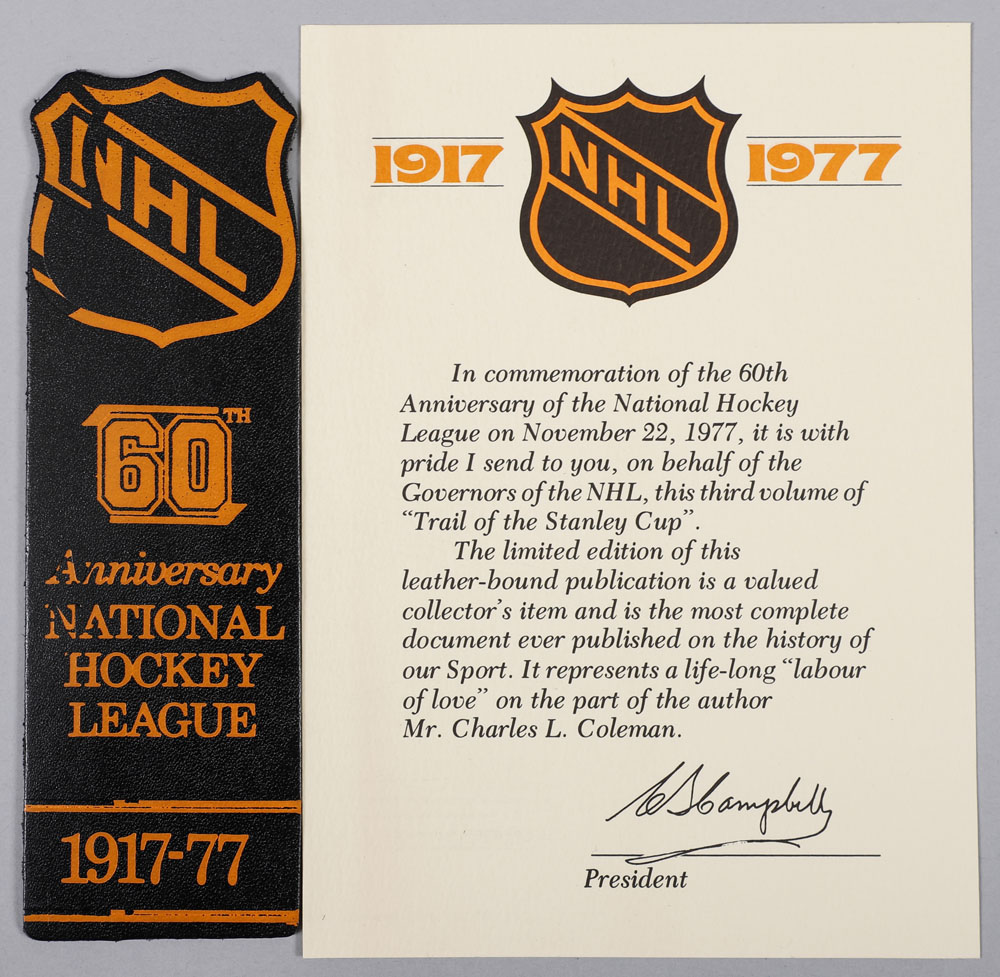 NHL
60TH
Anniversary
NATIONAL
HOCKEY
LEAGUE
1917-77
1917 NHL 1977
In commemoration of the 60th
Anniversary of the National Hockey
League on November 22, 1977, it is with
pride I send to you, on behalf of the
Governors of the NHL, this third volume of
“Trail of the Stanley Cup”.
The limited edition of this
leather-bound publication is a valued
collector’s item and is the most complete
document ever published on the history of
our Sport. It represents a life-long “labour
of love” on the part of the author
Mr. Charles L. Coleman.
CSCampbell
President